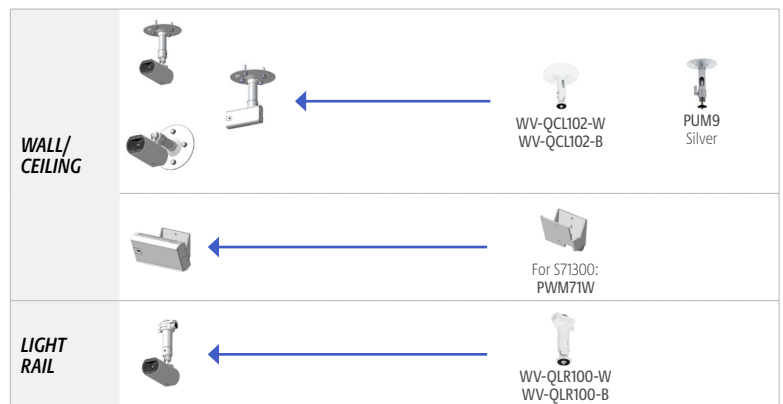 WALL/
CEILING
WV-QCL102-W
WV-QCL102-B
PUM9
Silver
For S71300:
PWM71W
LIGHT
RAIL
WV-QLR100-W
WV-QLR100-B